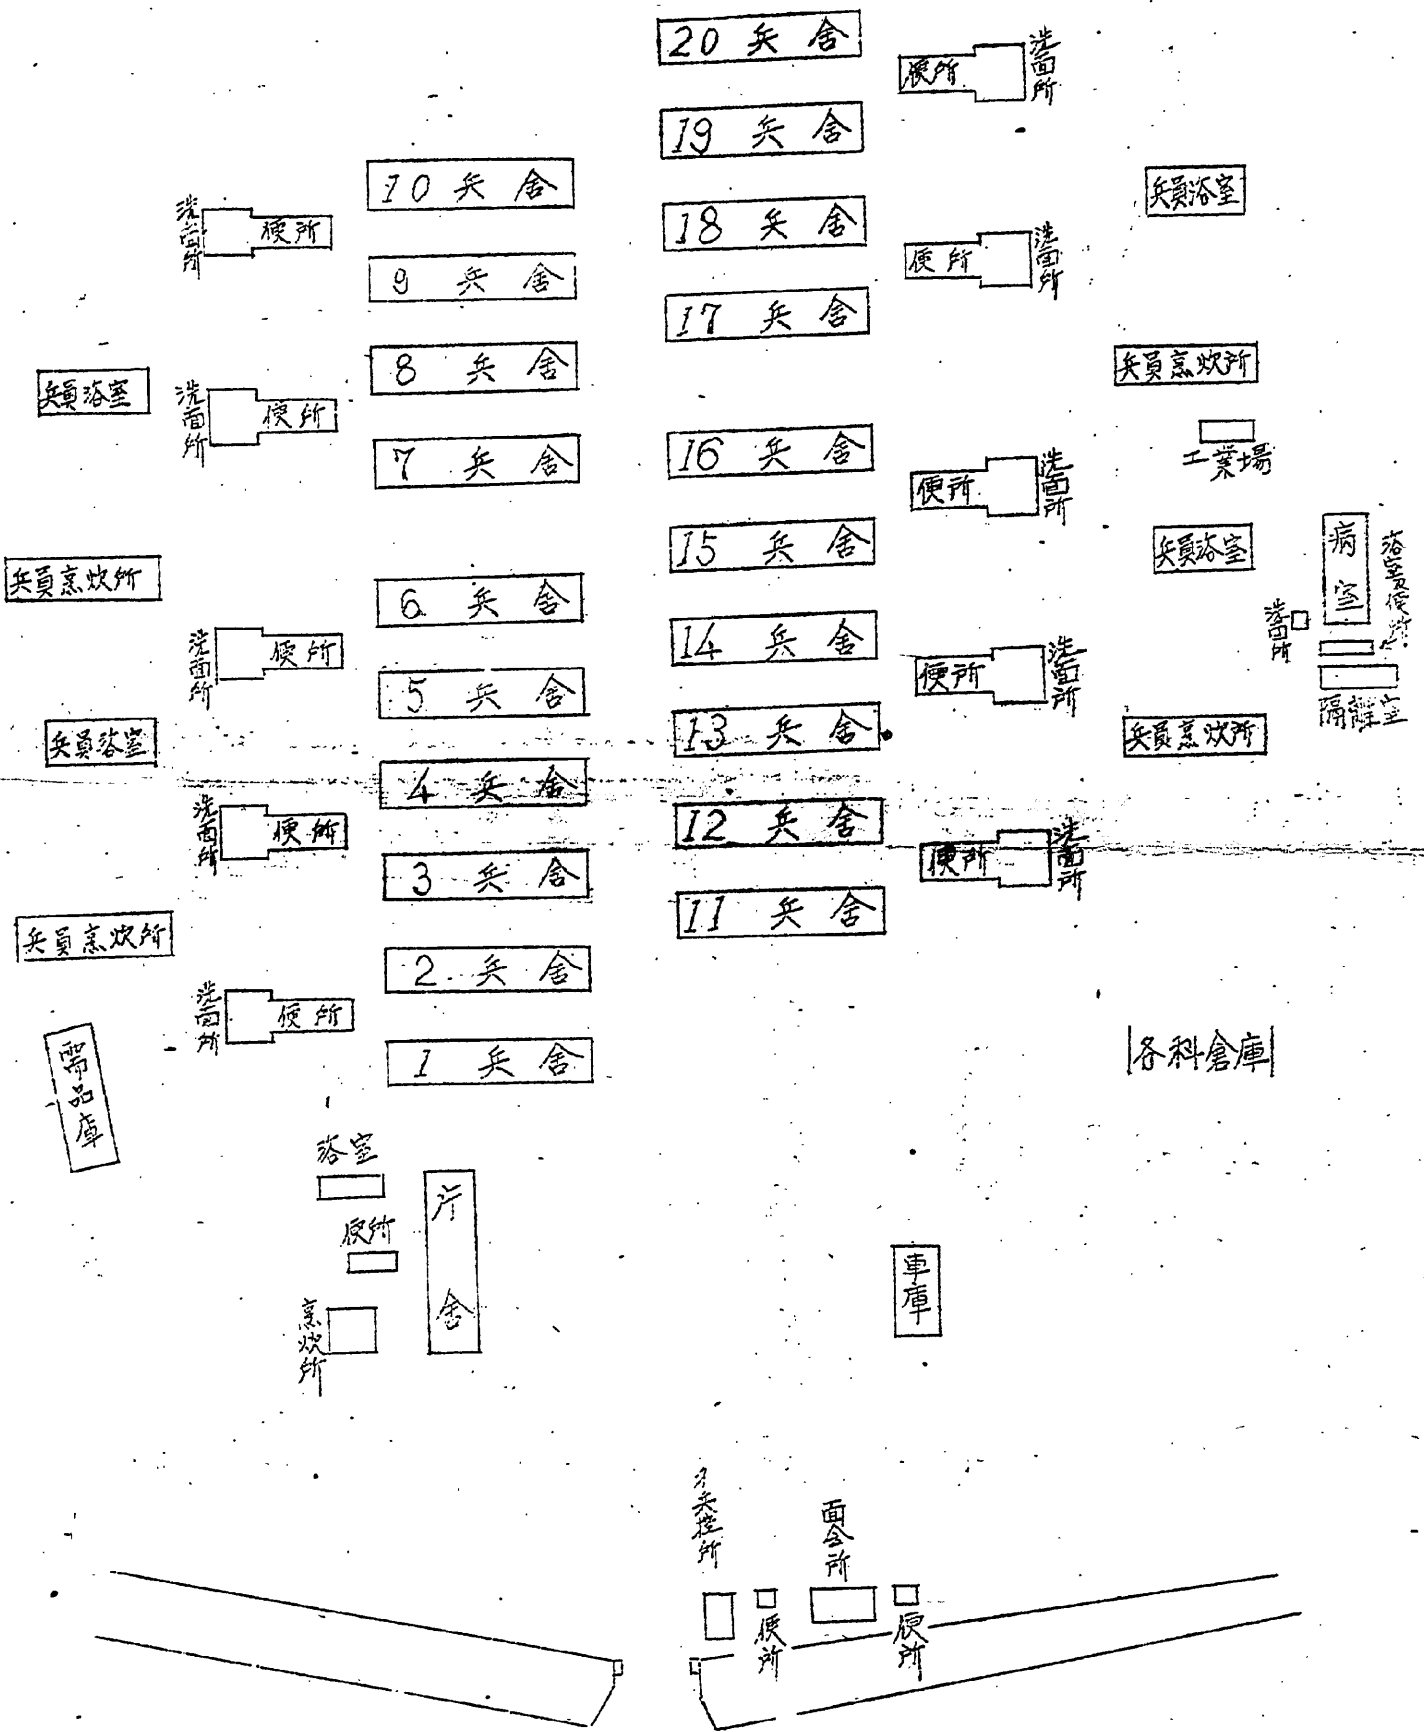 20 兵舎
便所
洗面所
19 兵舎
10 兵舎
兵員浴室
洗面所
便所
18 兵舎
便所
洗面所
9 兵舎
17 兵舎
8 兵舎
兵員烹炊所
兵員浴室
洗面所
便所
16 兵舎
工業場
7 兵舎
便所
洗面所
15 兵舎
兵員浴室
病室
浴室及便所
兵員烹炊所
6 兵舎
洗面所
14 兵舎
洗面所
便所
便所
洗面所
隔離室
5 兵舎
13 兵舎
兵員烹炊所
兵員浴室
4 兵舎
洗面所
便所
12 兵舎
便所
洗面所
3 兵舎
11 兵舎
兵員烹炊所
2 兵舎
洗面所
便所
1 兵舎
各科倉庫
需品庫
浴室
庁舎
便所
車庫
烹炊所
兵控所
面会所
便所
便所